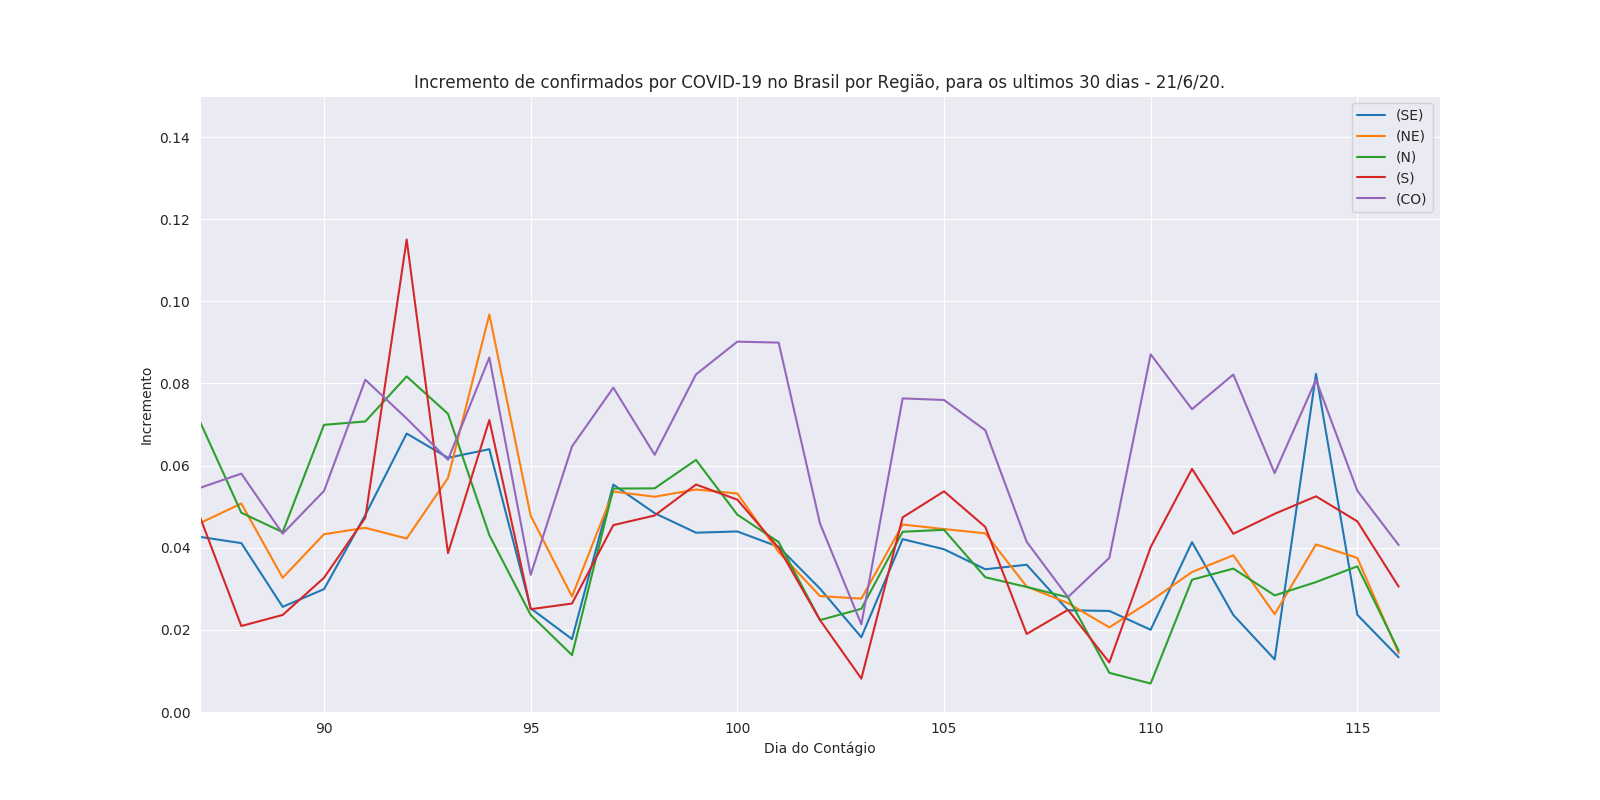 Incremento de confirmados por COVID-19 no Brasil por Região, para os ultimos 30 dias - 21/6/20.
(SE)
(NE)
(N)
(S)
(CO)
0.14
0.12
0.10
0.08
0.06
0.04
0.02
0.00
Incremento
90 95 100 105 110 115
Dia do Contágio